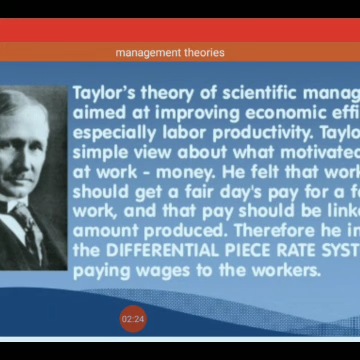 management theories
Taylor's theory of scientific manag
aimed at improving economic effi
especially labor productivity. Taylo
simple view about what motivated
at work - money. He felt that work
should get a fair day's pay for a fa
work, and that pay should be link
amount produced. Therefore he in
the DIFFERENTIAL PIECE RATE SYST
paying wages to the workers.
02:24